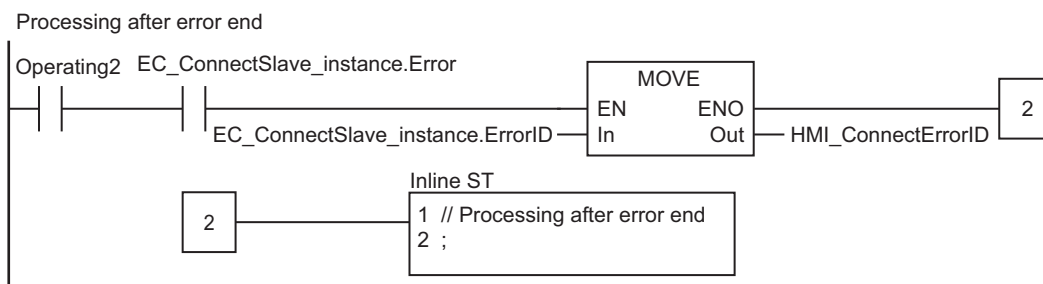 Processing after error end
Operating2 EC_ConnectSlave_instance.Error
MOVE
EN ENO
2
EC_ConnectSlave_instance.ErrorID In Out HMI_ConnectErrorID
Inline ST
2
1 // Processing after error end
2 ;